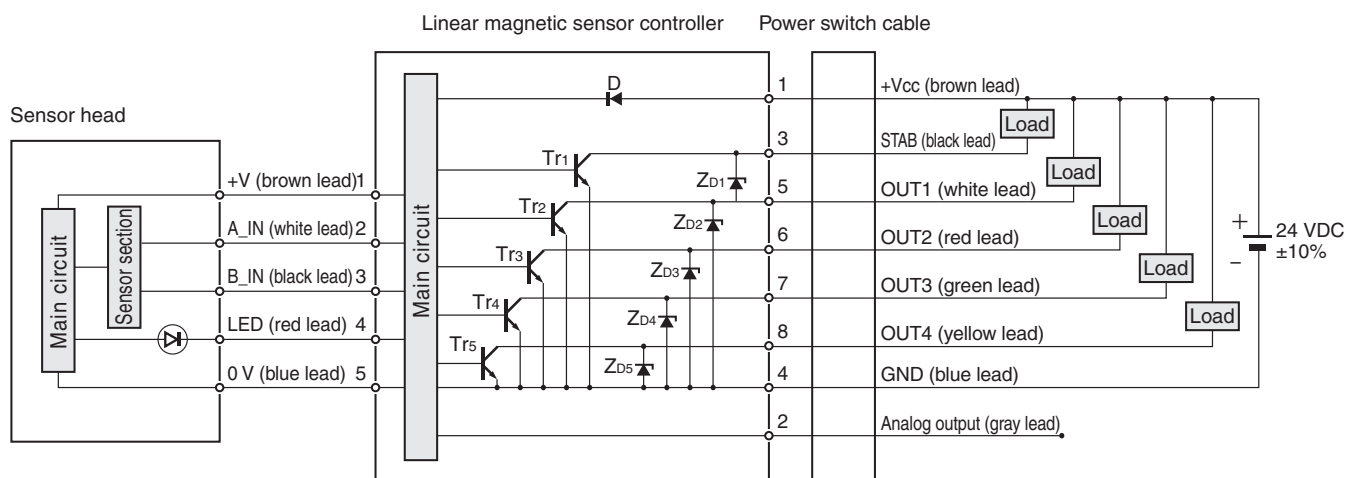 Linear magnetic sensor controller
Power switch cable
Sensor head
D
1
+Vcc (brown lead)
Load
3
STAB (black lead)
Tr1
ZD1
Load
+V (brown lead) 1
5
OUT1 (white lead)
Tr2
ZD2
Load
A_IN (white lead) 2
6
OUT2 (red lead)
+
24 VDC
±10%
−
Tr3
ZD3
Load
B_IN (black lead) 3
7
OUT3 (green lead)
Tr4
ZD4
Load
LED (red lead) 4
8
OUT4 (yellow lead)
Tr5
ZD5
0 V (blue lead) 5
4
GND (blue lead)
2
Analog output (gray lead)
Main circuit
Sensor section
Main circuit